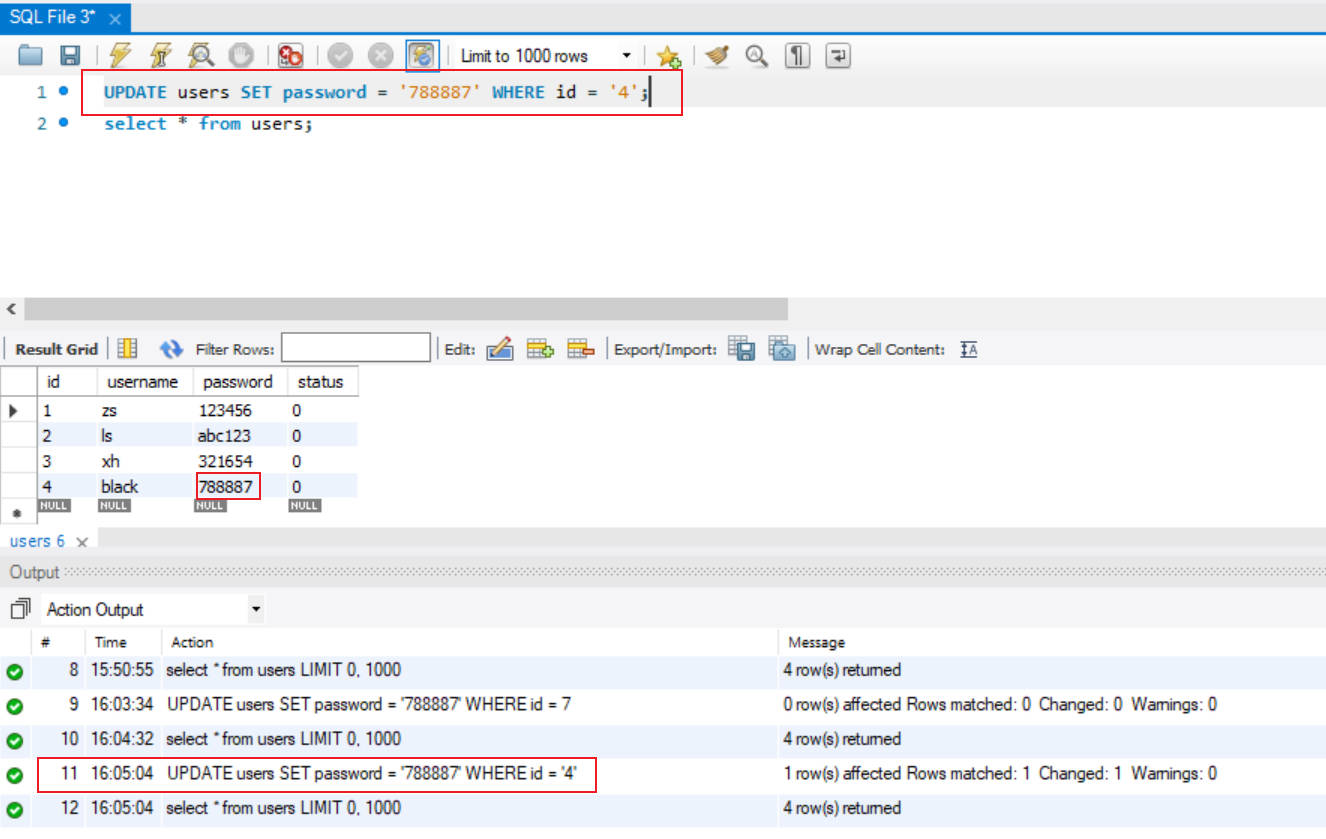 SQL File 3*
Limit to 1000 rows
1 UPDATE users SET password = '788887' WHERE id = '4';
2 select * from users;
Result Grid Filter Rows: Edit: Export/Import: Wrap Cell Content:
id username password status
1 zs 123456 0
2 ls abc123 0
3 xh 321654 0
4 black 788887 0
NULL NULL NULL NULL
users 6
Output
Action Output
# Time Action Message
8 15:50:55 select * from users LIMIT 0, 1000 4 row(s) returned
9 16:03:34 UPDATE users SET password = '788887' WHERE id = 7 0 row(s) affected Rows matched: 0 Changed: 0 Warnings: 0
10 16:04:32 select * from users LIMIT 0, 1000 4 row(s) returned
11 16:05:04 UPDATE users SET password = '788887' WHERE id = '4' 1 row(s) affected Rows matched: 1 Changed: 1 Warnings: 0
12 16:05:04 select * from users LIMIT 0, 1000 4 row(s) returned